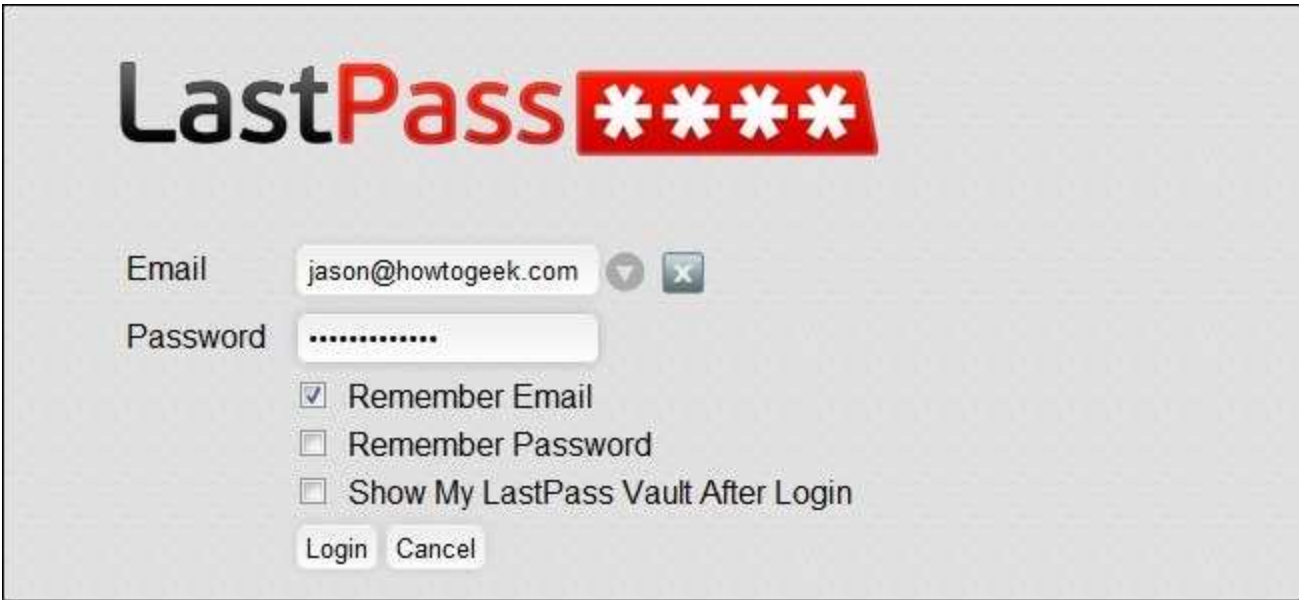 LastPass ****
Email jason@howtogeek.com
Password •••••••••••••
Remember Email
Remember Password
Show My LastPass Vault After Login
Login Cancel